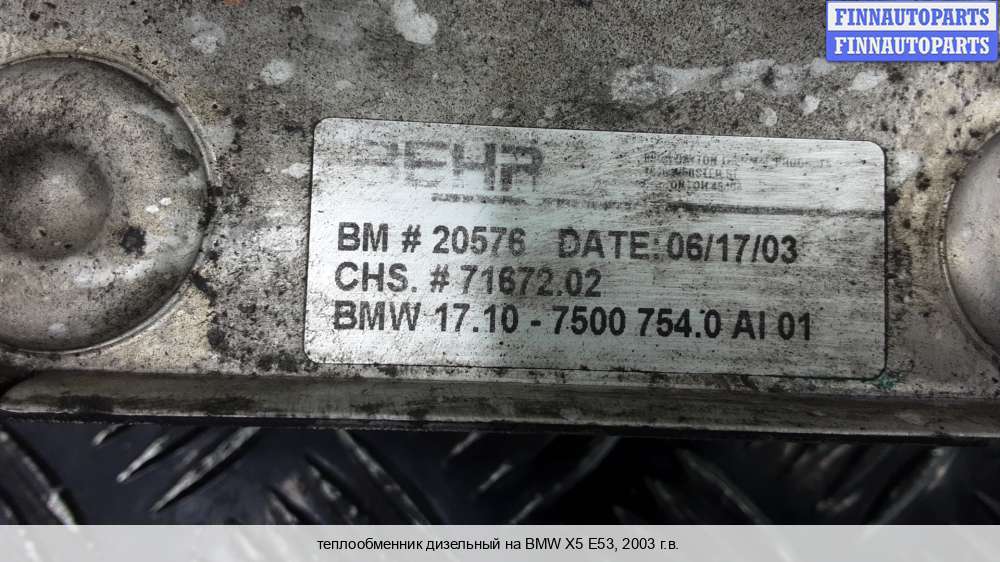 FINNAUTOPARTS
FINNAUTOPARTS
BEHR
BM # 20576 DATE: 06/17/03
CHS. # 71672.02
BMW 17.10 - 7500 754.0 AI 01
теплообменник дизельный на BMW X5 E53, 2003 г.в.